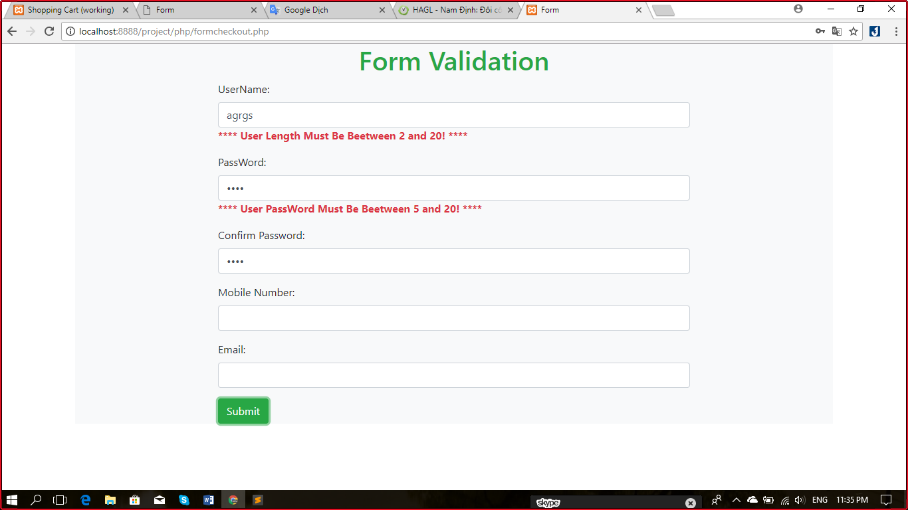 Shopping Cart (working)
Form
Google Dịch
HAGL - Nam Định: Đôi c
Form
localhost:8888/project/php/formcheckout.php
Form Validation
UserName:
agrgs
**** User Length Must Be Beetween 2 and 20! ****
PassWord:
••••
**** User PassWord Must Be Beetween 5 and 20! ****
Confirm Password:
••••
Mobile Number:
Email:
Submit
skype
ENG
11:35 PM